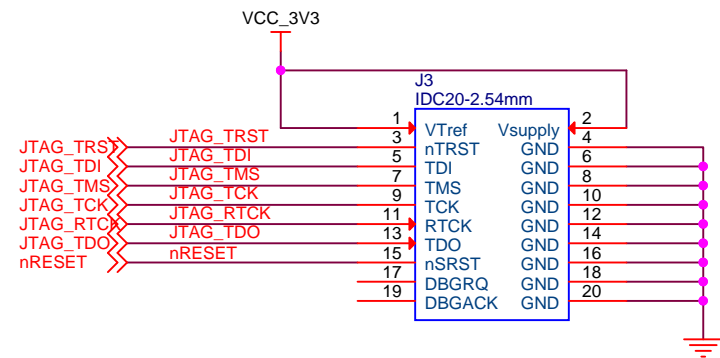 VCC_3V3
J3
IDC20-2.54mm
1 VTref Vsupply 2
JTAG_TRST JTAG_TRST 3 nTRST GND 4
JTAG_TDI JTAG_TDI 5 TDI GND 6
JTAG_TMS JTAG_TMS 7 TMS GND 8
JTAG_TCK JTAG_TCK 9 TCK GND 10
JTAG_RTCK JTAG_RTCK 11 RTCK GND 12
JTAG_TDO JTAG_TDO 13 TDO GND 14
nRESET nRESET 15 nSRST GND 16
17 DBGRQ GND 18
19 DBGACK GND 20